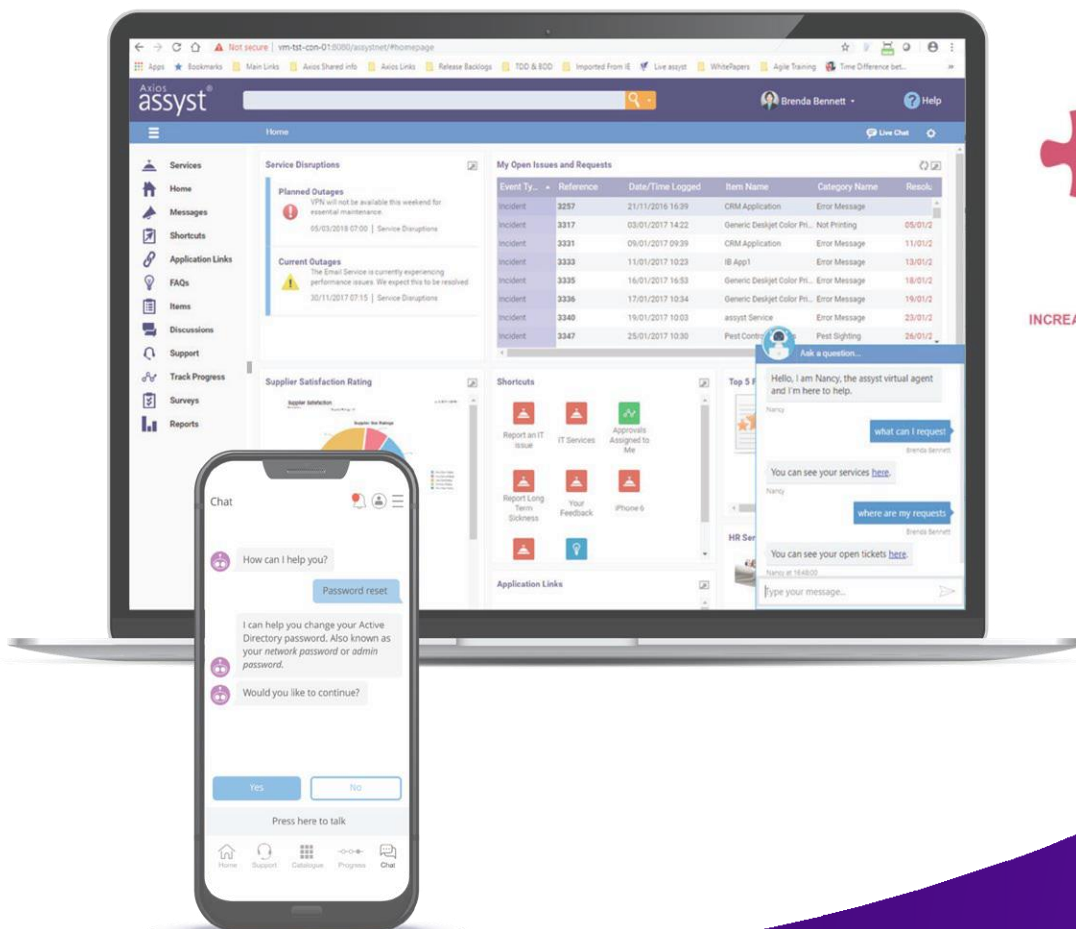 Not secure | vm-tst-con-01:8080/assystnet/#homepage
Apps Bookmarks Main Links Axios Shared info Axios Links Release Backlogs TDD & BDD Imported From IE Live assyst WhitePapers Agile Training Time Difference bet... »
Axios
assyst®
Brenda Bennett
Help
Home
Live Chat
Services
Home
Messages
Shortcuts
Application Links
FAQs
Items
Discussions
Support
Track Progress
Surveys
Reports
Service Disruptions
Planned Outages
VPN will not be available this weekend for
essential maintenance.
05/03/2018 07:00 | Service Disruptions
Current Outages
The Email Service is currently experiencing
performance issues. We expect this to be resolved
30/11/2017 07:15 | Service Disruptions
My Open Issues and Requests
Event Ty... Reference Date/Time Logged Item Name Category Name Resolu
Incident 3257 21/11/2016 16:39 CRM Application Error Message
Incident 3317 03/01/2017 14:22 Generic Deskjet Color Pri... Not Printing 05/01/2
Incident 3331 09/01/2017 09:39 CRM Application Error Message 11/01/2
Incident 3333 11/01/2017 10:23 IB App1 Error Message 13/01/2
Incident 3335 16/01/2017 16:53 Generic Deskjet Color Pri... Error Message 18/01/2
Incident 3336 17/01/2017 10:34 Generic Deskjet Color Pri... Error Message 19/01/2
Incident 3340 19/01/2017 10:03 assyst Service Error Message 23/01/2
Incident 3347 25/01/2017 10:30 Pest Contro Pest Sighting 26/01/2
Supplier Satisfaction Rating
Supplier Satisfaction
Supplier Star Ratings
Shortcuts
Report an IT
Issue
IT Services
Approvals
Assigned to
Me
Report Long
Term
Sickness
Your
Feedback
iPhone 6
Application Links
Top 5 F
HR Ser
Ask a question...
Hello, I am Nancy, the assyst virtual agent
and I'm here to help.
Nancy
what can I request
Brenda Bennett
You can see your services here.
Nancy
where are my requests
Brenda Bennett
You can see your open tickets here.
Nancy at 16:48:00
Type your message...
INCREA
Chat
How can I help you?
Password reset
I can help you change your Active
Directory password. Also known as
your network password or admin
password.
Would you like to continue?
Yes
No
Press here to talk
Home Support Catalogue Progress Chat